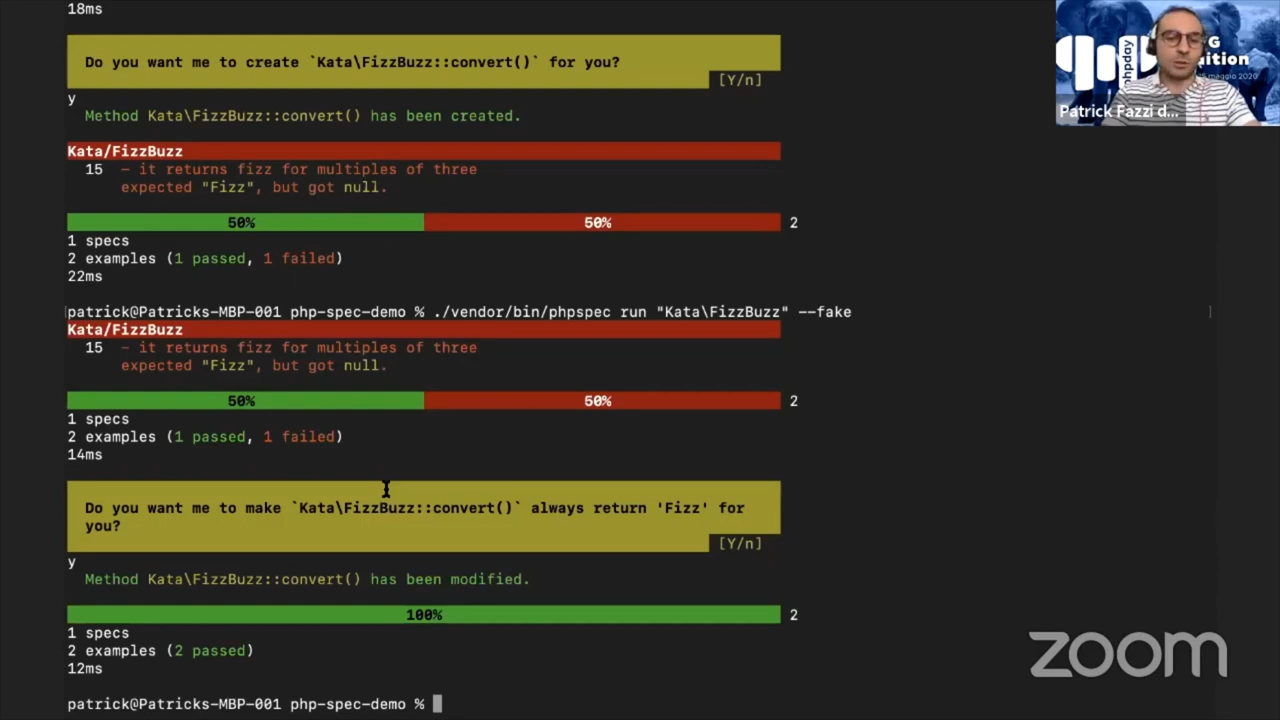 18ms
Do you want me to create `Kata\FizzBuzz::convert()` for you?
[Y/n]
y
Method Kata\FizzBuzz::convert() has been created.
Kata/FizzBuzz
15 - it returns fizz for multiples of three
expected "Fizz", but got null.
50% 50% 2
1 specs
2 examples (1 passed, 1 failed)
22ms
patrick@Patricks-MBP-001 php-spec-demo % ./vendor/bin/phpspec run "Kata\FizzBuzz" --fake
Kata/FizzBuzz
15 - it returns fizz for multiples of three
expected "Fizz", but got null.
50% 50% 2
1 specs
2 examples (1 passed, 1 failed)
14ms
Do you want me to make `Kata\FizzBuzz::convert()` always return 'Fizz' for
you?
[Y/n]
y
Method Kata\FizzBuzz::convert() has been modified.
100% 2
1 specs
2 examples (2 passed)
12ms
patrick@Patricks-MBP-001 php-spec-demo %
phpday
Patrick Fazzi d...
zoom